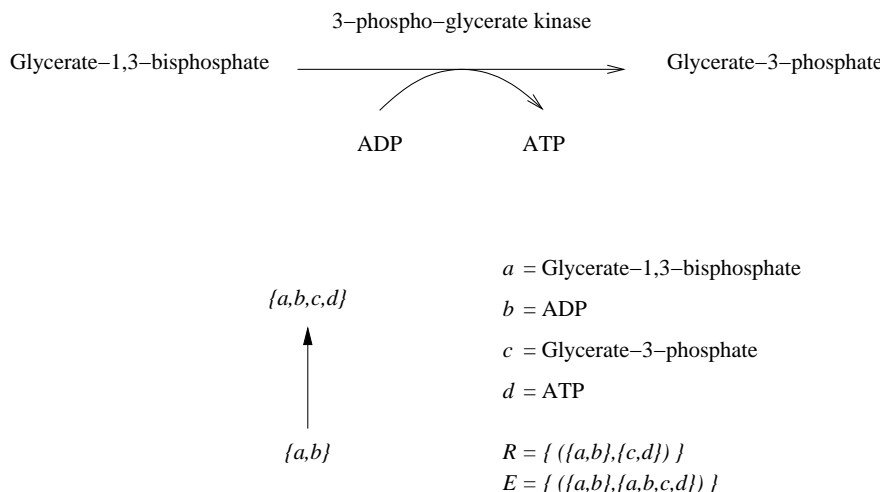 3−phospho−glycerate kinase
Glycerate−1,3−bisphosphate
Glycerate−3−phosphate
ADP
ATP
a = Glycerate−1,3−bisphosphate
{a,b,c,d}
b = ADP
c = Glycerate−3−phosphate
d = ATP
{a,b}
R = { ({a,b},{c,d}) }
E = { ({a,b},{a,b,c,d}) }